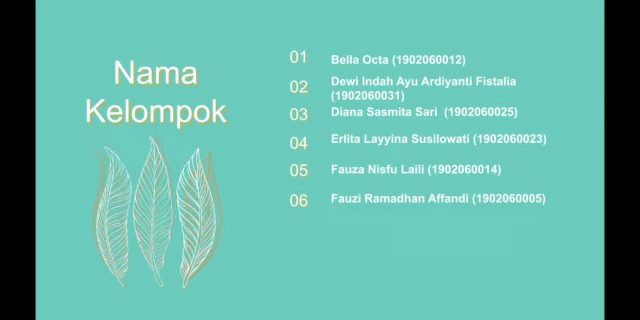 Nama
Kelompok
01 Bella Octa (1902060012)
02 Dewi Indah Ayu Ardiyanti Fistalia
(1902060031)
03 Diana Sasmita Sari (1902060025)
04 Erlita Layyina Susilowati (1902060023)
05 Fauza Nisfu Laili (1902060014)
06 Fauzi Ramadhan Affandi (1902060005)